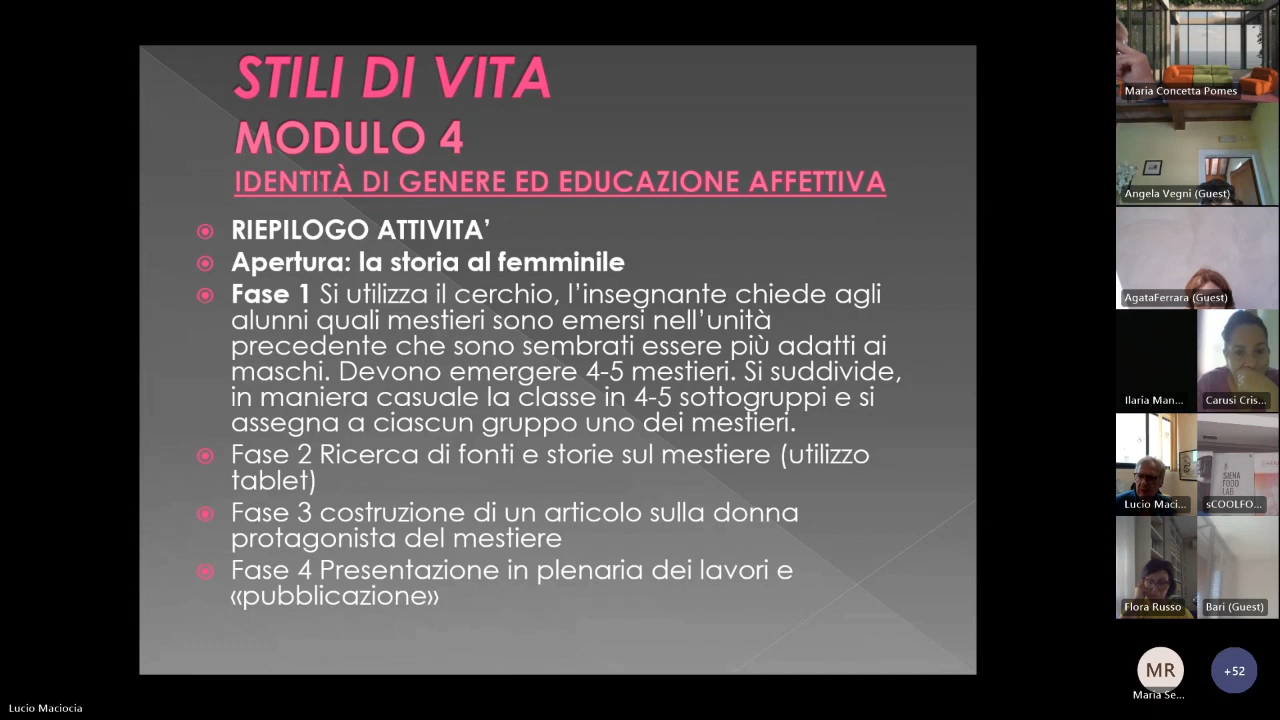 STILI DI VITA
MODULO 4
IDENTITÀ DI GENERE ED EDUCAZIONE AFFETTIVA
RIEPILOGO ATTIVITA’
Apertura: la storia al femminile
Fase 1 Si utilizza il cerchio, l’insegnante chiede agli
alunni quali mestieri sono emersi nell’unità
precedente che sono sembrati essere più adatti ai
maschi. Devono emergere 4-5 mestieri. Si suddivide,
in maniera casuale la classe in 4-5 sottogruppi e si
assegna a ciascun gruppo uno dei mestieri.
Fase 2 Ricerca di fonti e storie sul mestiere (utilizzo
tablet)
Fase 3 costruzione di un articolo sulla donna
protagonista del mestiere
Fase 4 Presentazione in plenaria dei lavori e
«pubblicazione»
Maria Concetta Pomes
Angela Vegni (Guest)
AgataFerrara (Guest)
Ilaria Man...
Carusi Cris...
Lucio Maci...
SIENA
FOOD
LAB
sCOOLFO...
Flora Russo
Bari (Guest)
MR
+52
Maria Se...
Lucio Maciocia